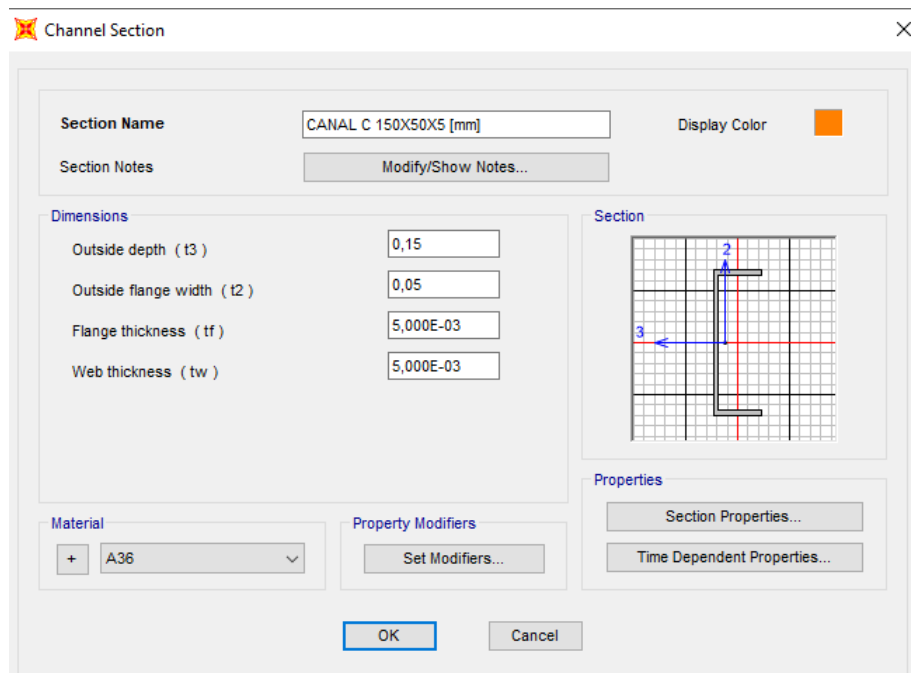 Channel Section
Section Name
CANAL C 150X50X5 [mm]
Display Color
Section Notes
Modify/Show Notes...
Dimensions
Outside depth ( t3 )
0,15
Outside flange width ( t2 )
0,05
Flange thickness ( tf )
5,000E-03
Web thickness ( tw )
5,000E-03
Section
2
3
Properties
Section Properties...
Time Dependent Properties...
Material
+
A36
Property Modifiers
Set Modifiers...
OK
Cancel